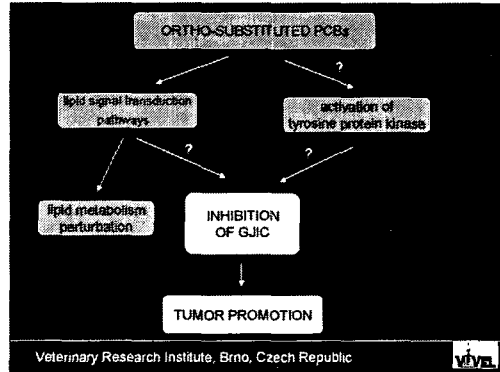 ORTHO-SUBSTITUTED PCBs
?
lipid signal transduction
pathways
activation of
tyrosine protein kinase
?
?
lipid metabolism
perturbation
INHIBITION
OF GJIC
TUMOR PROMOTION
Veterinary Research Institute, Brno, Czech Republic